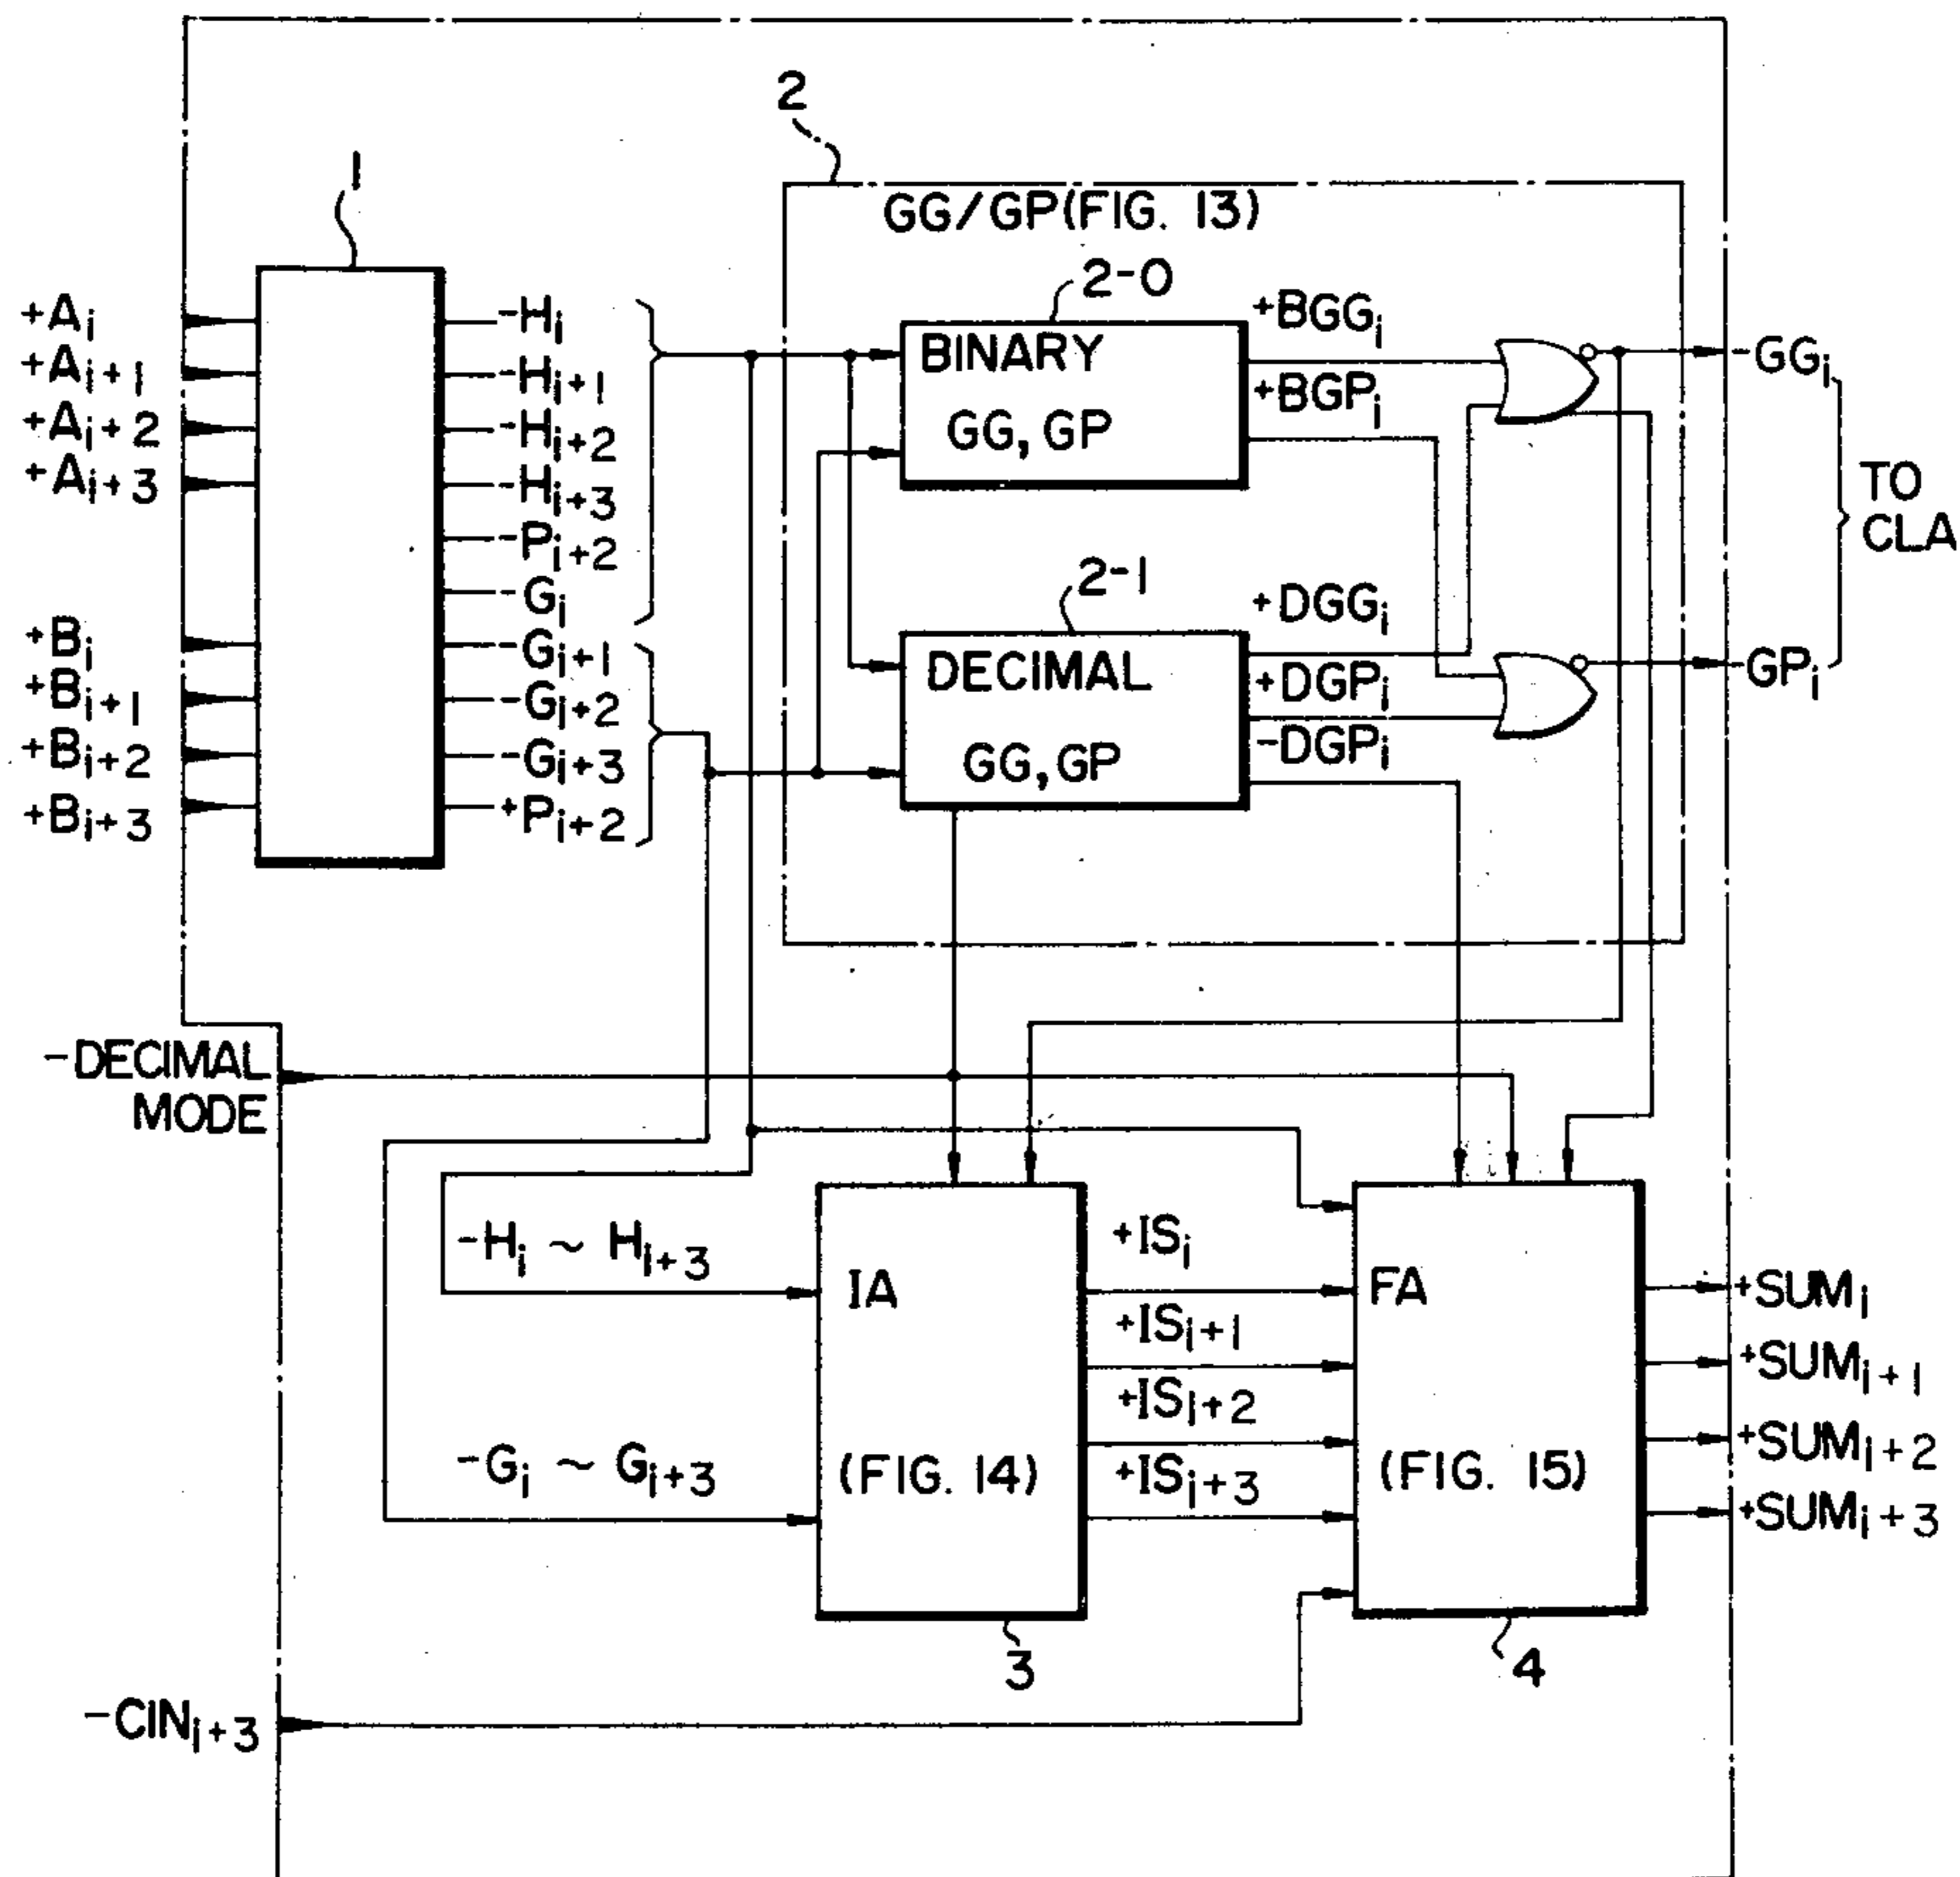 2
1
GG/GP(FIG. 13)
2-0
+Ai
+Ai+1
+Ai+2
+Ai+3
+Bi
+Bi+1
+Bi+2
+Bi+3
-Hi
-Hi+1
-Hi+2
-Hi+3
-Pi+2
-Gi
-Gi+1
-Gi+2
-Gi+3
+Pi+2
BINARY
GG, GP
+BGGi
+BGPi
2-1
DECIMAL
GG, GP
+DGGi
+DGPi
-DGPi
-GGi
-GPi
TO
CLA
-DECIMAL
MODE
-Hi ~ Hi+3
-Gi ~ Gi+3
IA
(FIG. 14)
3
+ISi
+ISi+1
+ISi+2
+ISi+3
FA
(FIG. 15)
4
+SUMi
+SUMi+1
+SUMi+2
+SUMi+3
-CINi+3